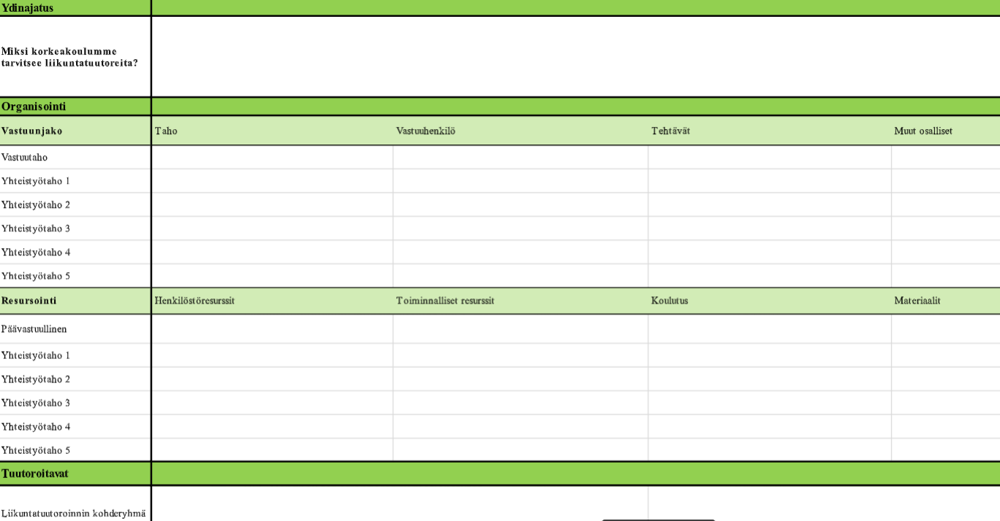 Ydinajatus
Miksi korkeakoulumme
tarvitsee liikuntatuutoreita?
Organisointi
Vastuunjako Taho Vastuuhenkilö Tehtävät Muut osalliset
Vastuutaho
Yhteistyötaho 1
Yhteistyötaho 2
Yhteistyötaho 3
Yhteistyötaho 4
Yhteistyötaho 5
Resursointi Henkilöstöresurssit Toiminnalliset resurssit Koulutus Materiaalit
Päävastuullinen
Yhteistyötaho 1
Yhteistyötaho 2
Yhteistyötaho 3
Yhteistyötaho 4
Yhteistyötaho 5
Tuutoroitavat
Liikuntatuutoroinnin kohderyhmä